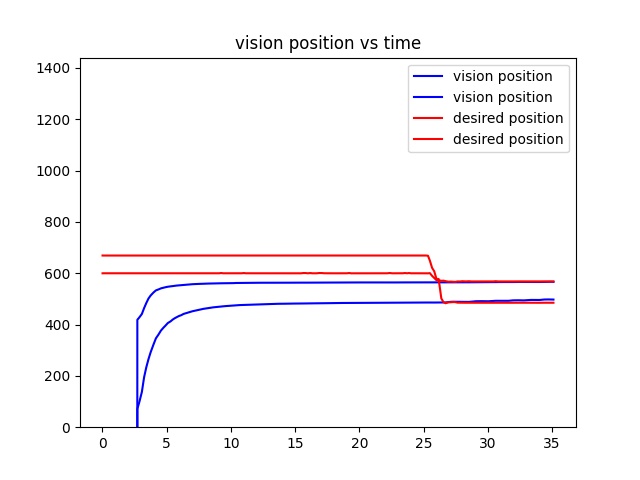 vision position vs time
1400
1200
1000
800
600
400
200
0
vision position
vision position
desired position
desired position
0 5 10 15 20 25 30 35